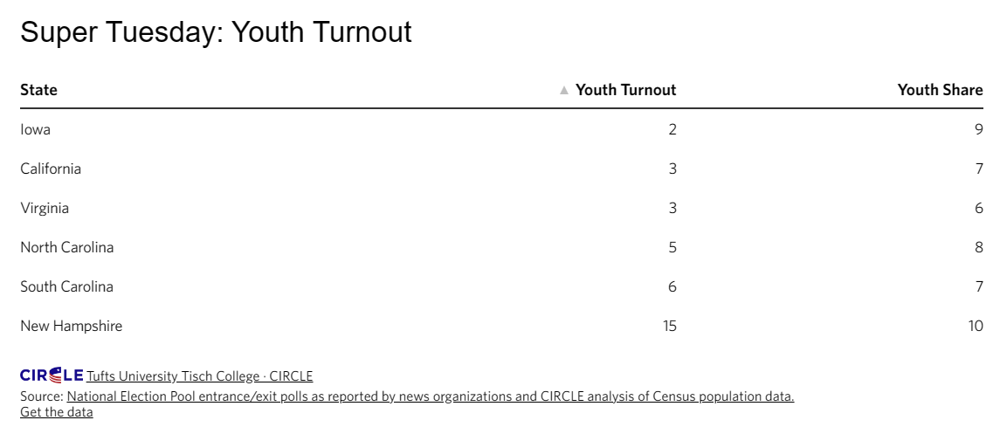 Super Tuesday: Youth Turnout
State ▲ Youth Turnout Youth Share
Iowa 2 9
California 3 7
Virginia 3 6
North Carolina 5 8
South Carolina 6 7
New Hampshire 15 10
CIRCLE Tufts University Tisch College · CIRCLE
Source: National Election Pool entrance/exit polls as reported by news organizations and CIRCLE analysis of Census population data.
Get the data